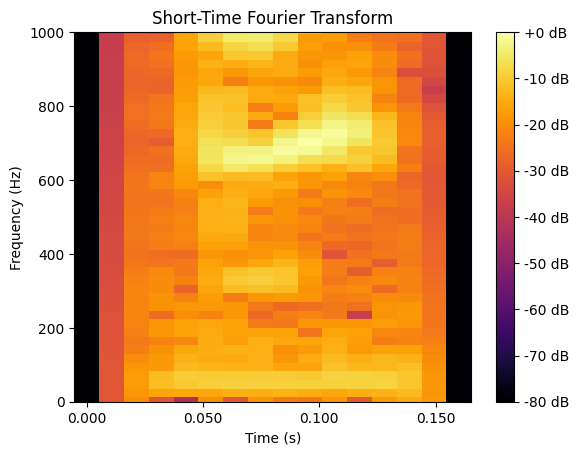 Short-Time Fourier Transform
1000
800
600
400
200
0
Frequency (Hz)
0.000
0.050
0.100
0.150
Time (s)
+0 dB
-10 dB
-20 dB
-30 dB
-40 dB
-50 dB
-60 dB
-70 dB
-80 dB